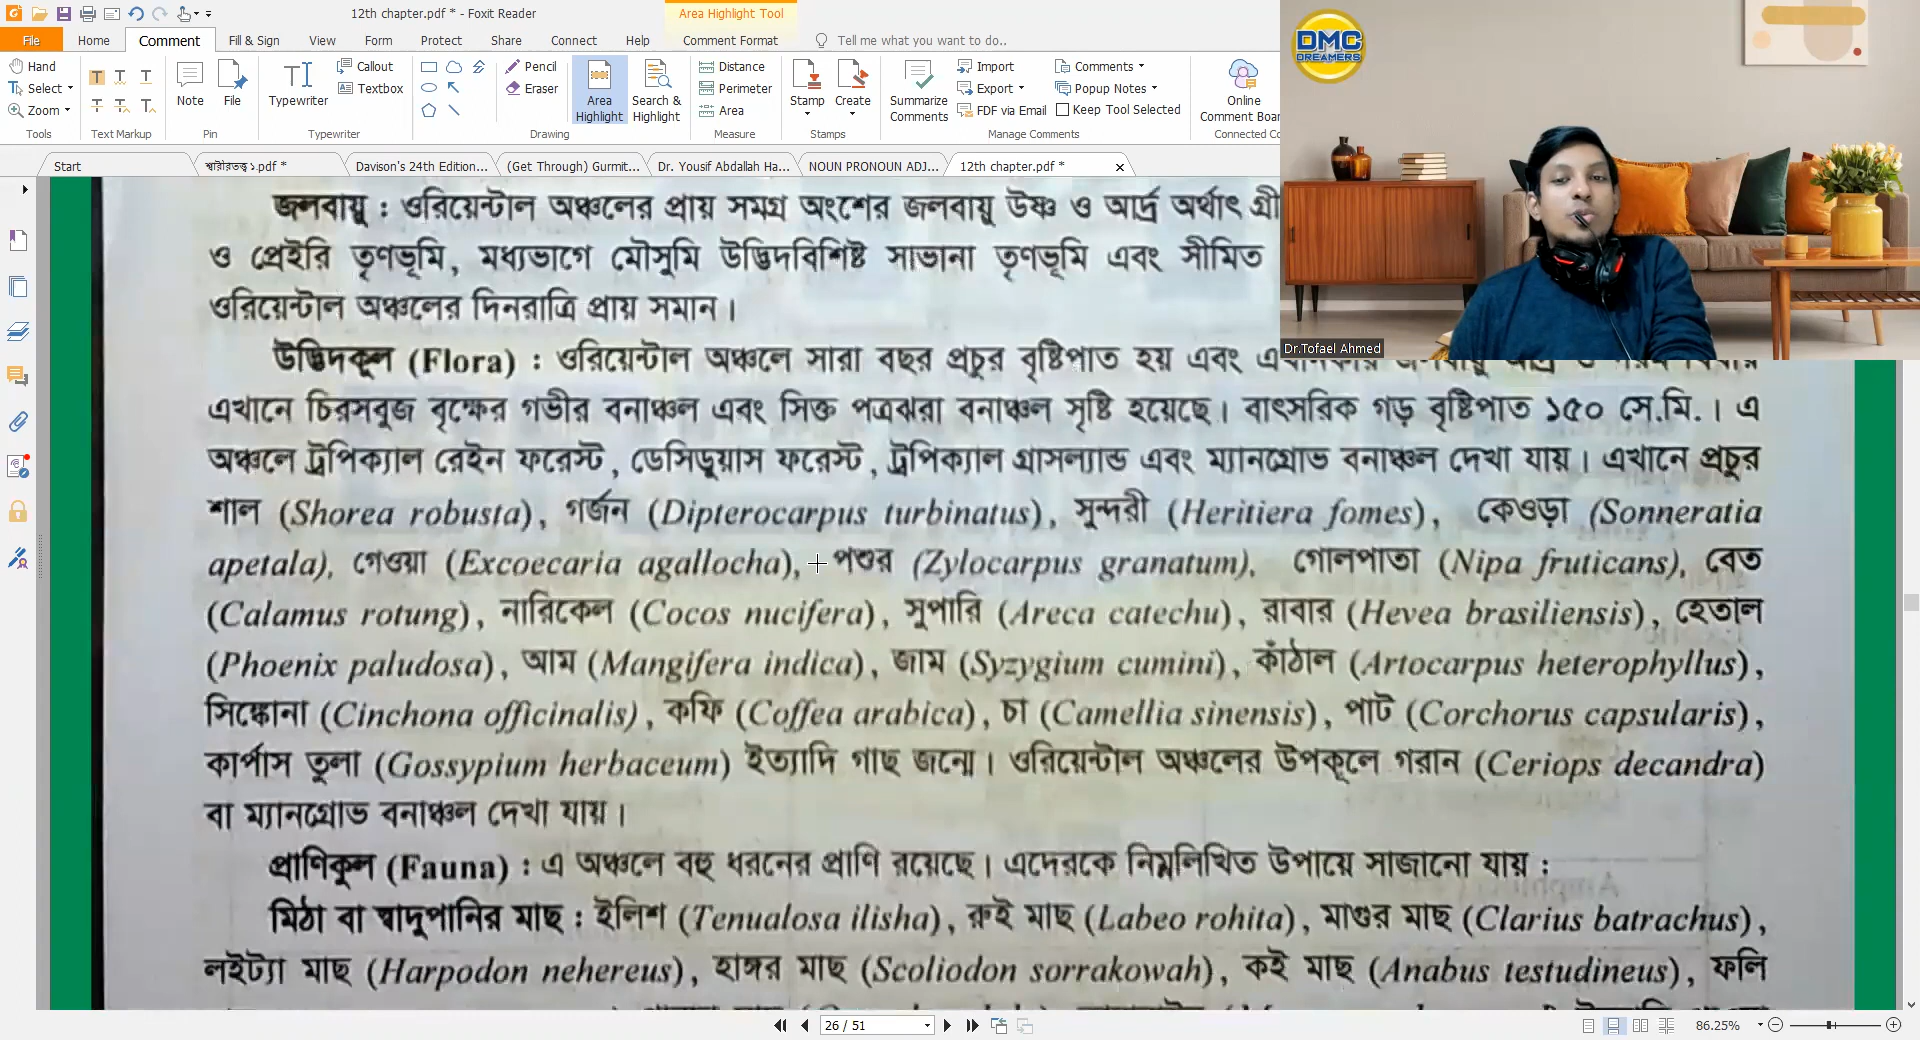 12th chapter.pdf * - Foxit Reader
Area Highlight Tool
File Home Comment Fill & Sign View Form Protect Share Connect Help Comment Format Tell me what you want to do..
Hand
Select
Zoom
Tools
Text Markup
Note
File
Pin
Typewriter
Callout
Textbox
Typewriter
Pencil
Eraser
Area Highlight
Search & Highlight
Drawing
Distance
Perimeter
Area
Measure
Stamp
Create
Stamps
Summarize Comments
Import
Export
FDF via Email
Comments
Popup Notes
Keep Tool Selected
Manage Comments
Online
Comment Boar
Connected Co
DMC
DREAMERS
Dr.Tofael Ahmed
Start
শারীরতত্ত্ব ১.pdf *
Davison's 24th Edition...
(Get Through) Gurmit...
Dr. Yousif Abdallah Ha...
NOUN PRONOUN ADJ...
12th chapter.pdf *
জলবায়ু : ওরিয়েন্টাল অঞ্চলের প্রায় সমগ্র অংশের জলবায়ু উষ্ণ ও আর্দ্র অর্থাৎ গ্রী
ও প্রেইরি তৃণভূমি, মধ্যভাগে মৌসুমি উদ্ভিদবিশিষ্ট সাভানা তৃণভূমি এবং সীমিত
ওরিয়েন্টাল অঞ্চলের দিনরাত্রি প্রায় সমান।
উদ্ভিদকূল (Flora) : ওরিয়েন্টাল অঞ্চলে সারা বছর প্রচুর বৃষ্টিপাত হয় এবং
এখানে চিরসবুজ বৃক্ষের গভীর বনাঞ্চল এবং সিক্ত পত্রঝরা বনাঞ্চল সৃষ্টি হয়েছে। বাৎসরিক গড় বৃষ্টিপাত ১৫০ সে.মি.। এ
অঞ্চলে ট্রপিক্যাল রেইন ফরেস্ট, ডেসিডুয়াস ফরেস্ট, ট্রপিক্যাল গ্রাসল্যান্ড এবং ম্যানগ্রোভ বনাঞ্চল দেখা যায়। এখানে প্রচুর
শাল (Shorea robusta), গর্জন (Dipterocarpus turbinatus), সুন্দরী (Heritiera fomes), কেওড়া (Sonneratia
apetala), গেওয়া (Excoecaria agallocha), পশুর (Zylocarpus granatum), গোলপাতা (Nipa fruticans), বেত
(Calamus rotung), নারিকেল (Cocos nucifera), সুপারি (Areca catechu), রাবার (Hevea brasiliensis), হেতাল
(Phoenix paludosa), আম (Mangifera indica), জাম (Syzygium cumini), কাঁঠাল (Artocarpus heterophyllus),
সিঙ্কোনা (Cinchona officinalis), কফি (Coffea arabica), চা (Camellia sinensis), পাট (Corchorus capsularis),
কার্পাস তুলা (Gossypium herbaceum) ইত্যাদি গাছ জন্মে। ওরিয়েন্টাল অঞ্চলের উপকূলে গরান (Ceriops decandra)
বা ম্যানগ্রোভ বনাঞ্চল দেখা যায়।
প্রাণিকুল (Fauna) : এ অঞ্চলে বহু ধরনের প্রাণি রয়েছে। এদেরকে নিম্নলিখিত উপায়ে সাজানো যায় :
মিঠা বা স্বাদুপানির মাছ : ইলিশ (Tenualosa ilisha), রুই মাছ (Labeo rohita), মাগুর মাছ (Clarius batrachus),
লইট্যা মাছ (Harpodon nehereus), হাঙ্গর মাছ (Scoliodon sorrakowah), কই মাছ (Anabus testudineus), ফলি
26 / 51
86.25%